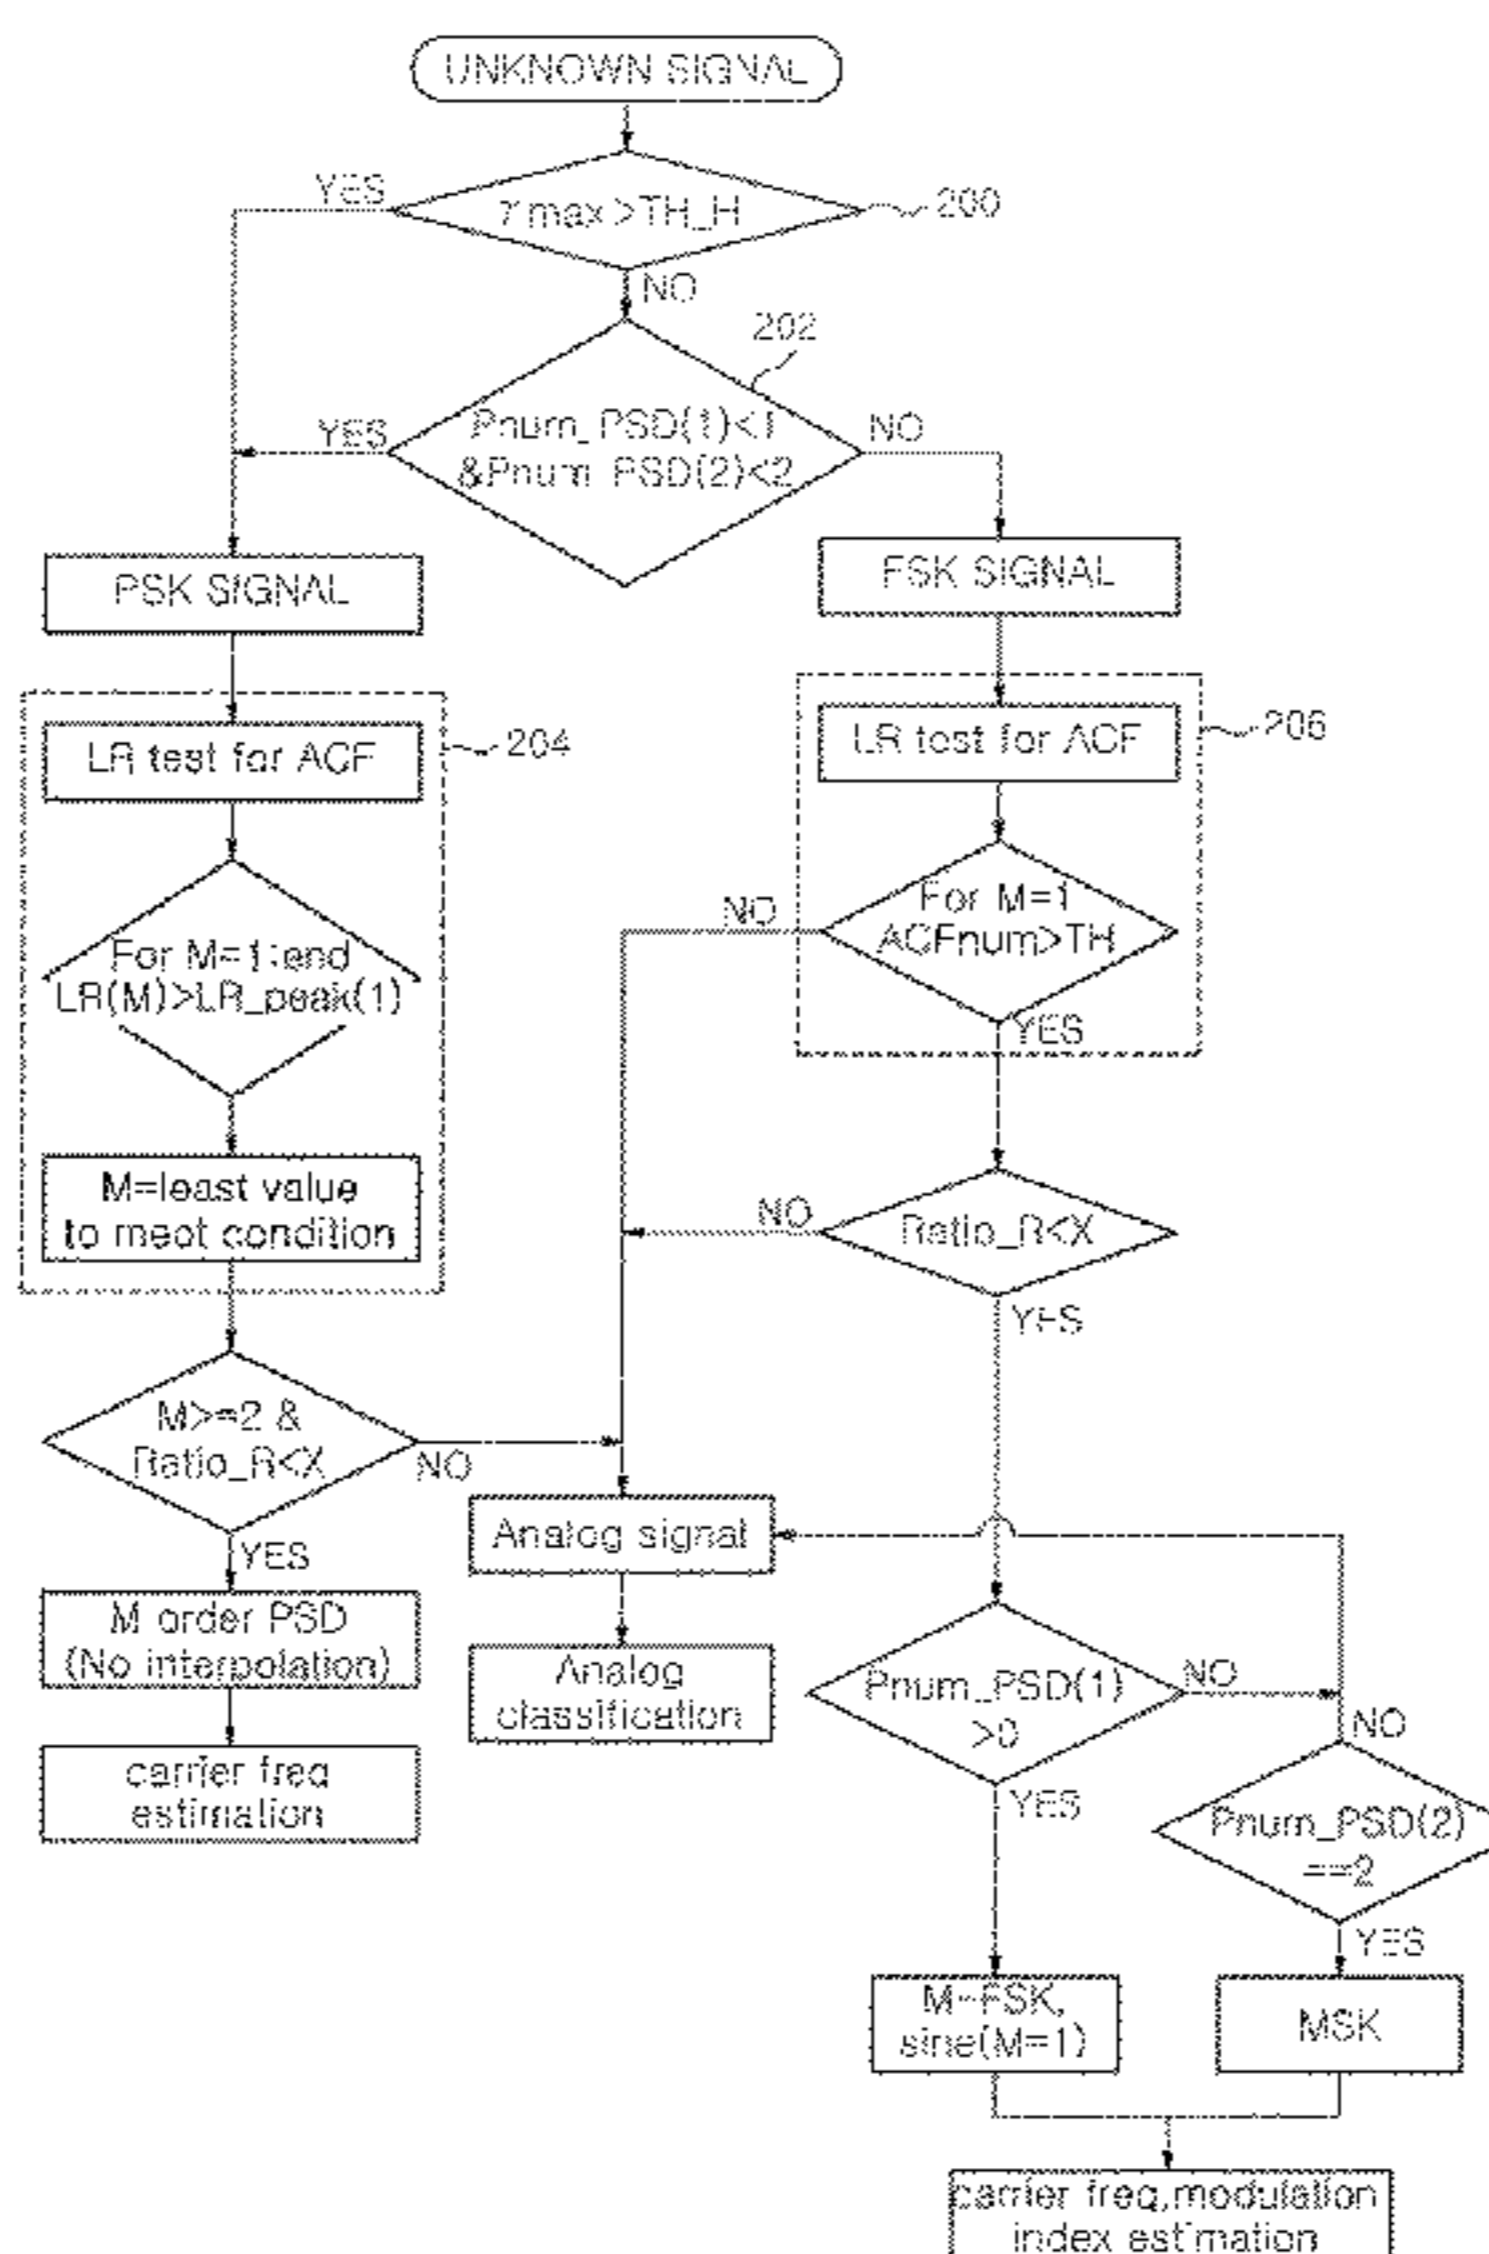 UNKNOWN SIGNAL
YES
γmax>TH_H
200
NO
202
YES
Pnum_PSD(1)<1
&Pnum_PSD(2)<2
NO
PSK SIGNAL
FSK SIGNAL
LR test for ACF
204
LR test for ACF
206
For M=1:end
LR(M)>LR_peak(1)
NO
For M=1
ACFnum>TH
YES
M=least value
to meet condition
NO
Ratio_R<X
YES
M>=2 &
Ratio_R<X
NO
YES
Analog signal
M order PSD
(No interpolation)
Analog
classification
Pnum_PSD(1)
>0
NO
NO
YES
carrier freq
estimation
Pnum_PSD(2)
==2
YES
M-FSK,
sine(M=1)
MSK
carrier freq,modulation
index estimation